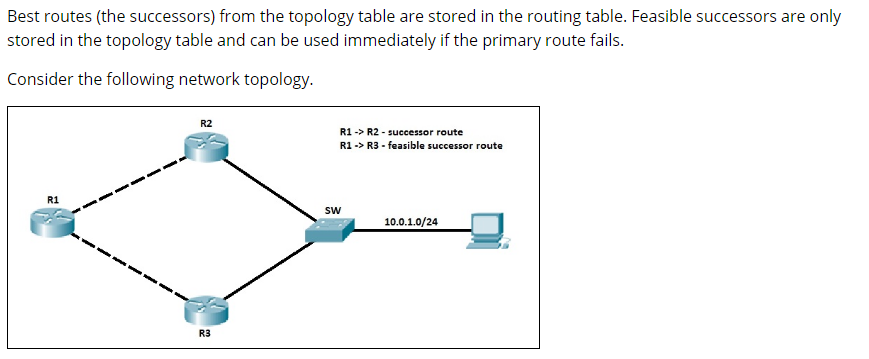 Best routes (the successors) from the topology table are stored in the routing table. Feasible successors are only
stored in the topology table and can be used immediately if the primary route fails.
Consider the following network topology.
R2
R1 -> R2 - successor route
R1 -> R3 - feasible successor route
R1
SW
10.0.1.0/24
R3